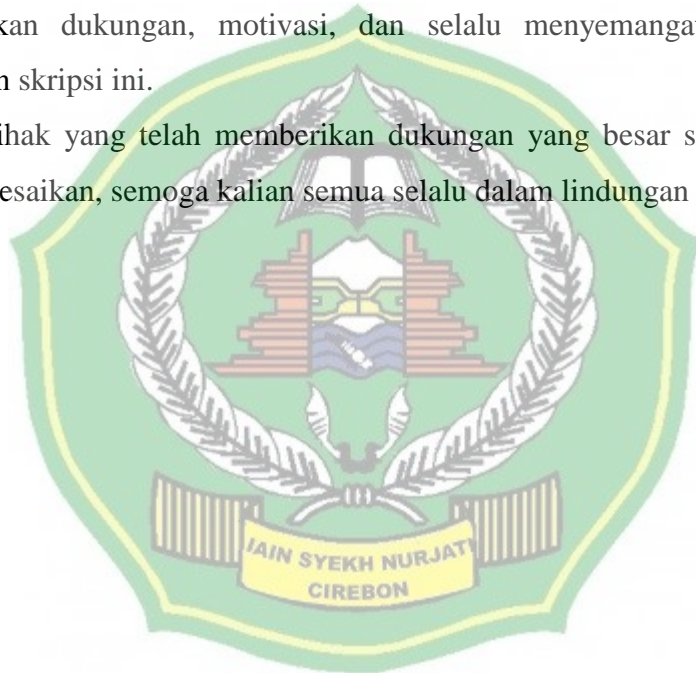 kan dukungan, motivasi, dan selalu menyemangat
n skripsi ini.
ihak yang telah memberikan dukungan yang besar s
esaikan, semoga kalian semua selalu dalam lindungan
IAIN SYEKH NURJATI
CIREBON